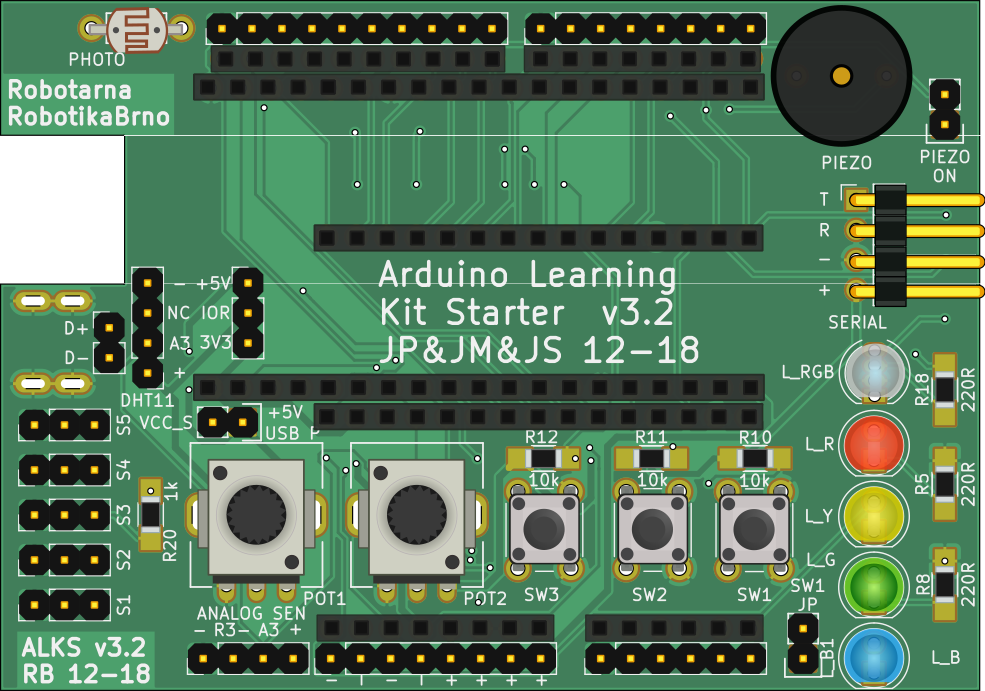 PHOTO
Robotarna
RobotikaBrno
PIEZO
PIEZO
ON
T
R
-
+
SERIAL
Arduino Learning
Kit Starter v3.2
JP&JM&JS 12-18
- +5V
NC IOR
A3 3V3
+
D+
D-
DHT11
VCC_S
+5V
USB P
L_RGB
R18
220R
L_R
R5
220R
L_Y
L_G
R8
220R
L_B
S5
S4
S3
S2
S1
1k
R20
R12
10k
R11
10k
R10
10k
SW3
SW2
SW1
SW1
JP
POT1
POT2
ANALOG SEN
- R3- A3 +
ALKS v3.2
RB 12-18
- | - | + + + +